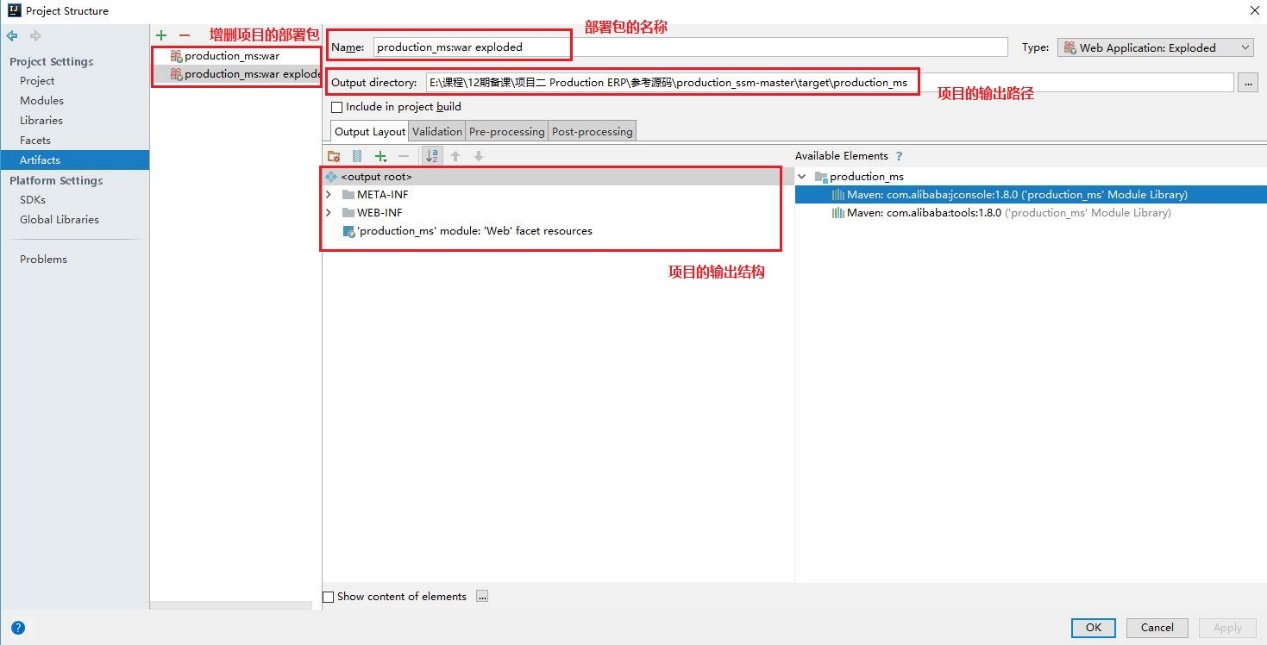 Project Structure
增删项目的部署包
部署包的名称
Project Settings
Project
Modules
Libraries
Facets
Artifacts
Platform Settings
SDKs
Global Libraries
Problems
production_ms:war
production_ms:war explode
Name: production_ms:war exploded
Type: Web Application: Exploded
Output directory: E:\课程\12期备课\项目二 Production ERP\参考源码\production_ssm-master\target\production_ms
...
项目的输出路径
Include in project build
Output Layout Validation Pre-processing Post-processing
<output root>
META-INF
WEB-INF
'production_ms' module: 'Web' facet resources
项目的输出结构
Available Elements ?
production_ms
Maven: com.alibaba:jconsole:1.8.0 ('production_ms' Module Library)
Maven: com.alibaba:tools:1.8.0 ('production_ms' Module Library)
Show content of elements ...
? OK Cancel Apply